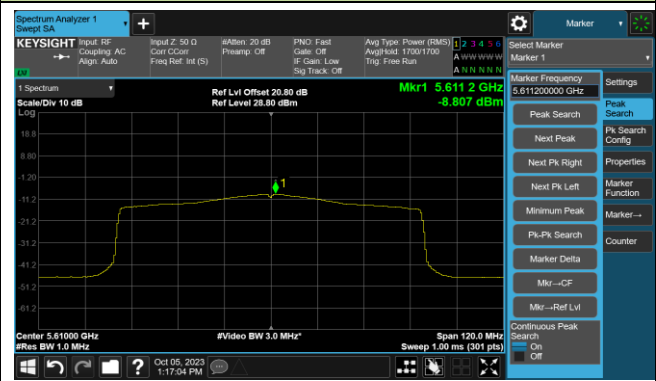 Spectrum Analyzer 1
Swept SA
+
Marker
KEYSIGHT
Input: RF
Coupling: AC
Align: Auto
Input Z: 50 Ω
Corr CCorr
Freq Ref: Int (S)
#Atten: 20 dB
Preamp: Off
PNO: Fast
Gate: Off
IF Gain: Low
Sig Track: Off
Avg Type: Power (RMS)
Avg|Hold: 1700/1700
Trig: Free Run
1 2 3 4 5 6
A W W W W W
A N N N N N
Select Marker
Marker 1
LXI
1 Spectrum
Scale/Div 10 dB
Log
Ref Lvl Offset 20.80 dB
Ref Level 28.80 dBm
Mkr1 5.611 2 GHz
-8.807 dBm
18.8
8.80
-1.20
-11.2
-21.2
-31.2
-41.2
-51.2
-61.2
1
Center 5.61000 GHz
#Res BW 1.0 MHz
#Video BW 3.0 MHz*
Span 120.0 MHz
Sweep 1.00 ms (301 pts)
Marker Frequency
5.611200000 GHz
Peak Search
Next Peak
Next Pk Right
Next Pk Left
Minimum Peak
Pk-Pk Search
Marker Delta
Mkr→CF
Mkr→Ref Lvl
Continuous Peak
Search
On
Off
Settings
Peak
Search
Pk Search
Config
Properties
Marker
Function
Marker→
Counter
?
Oct 05, 2023
1:17:04 PM